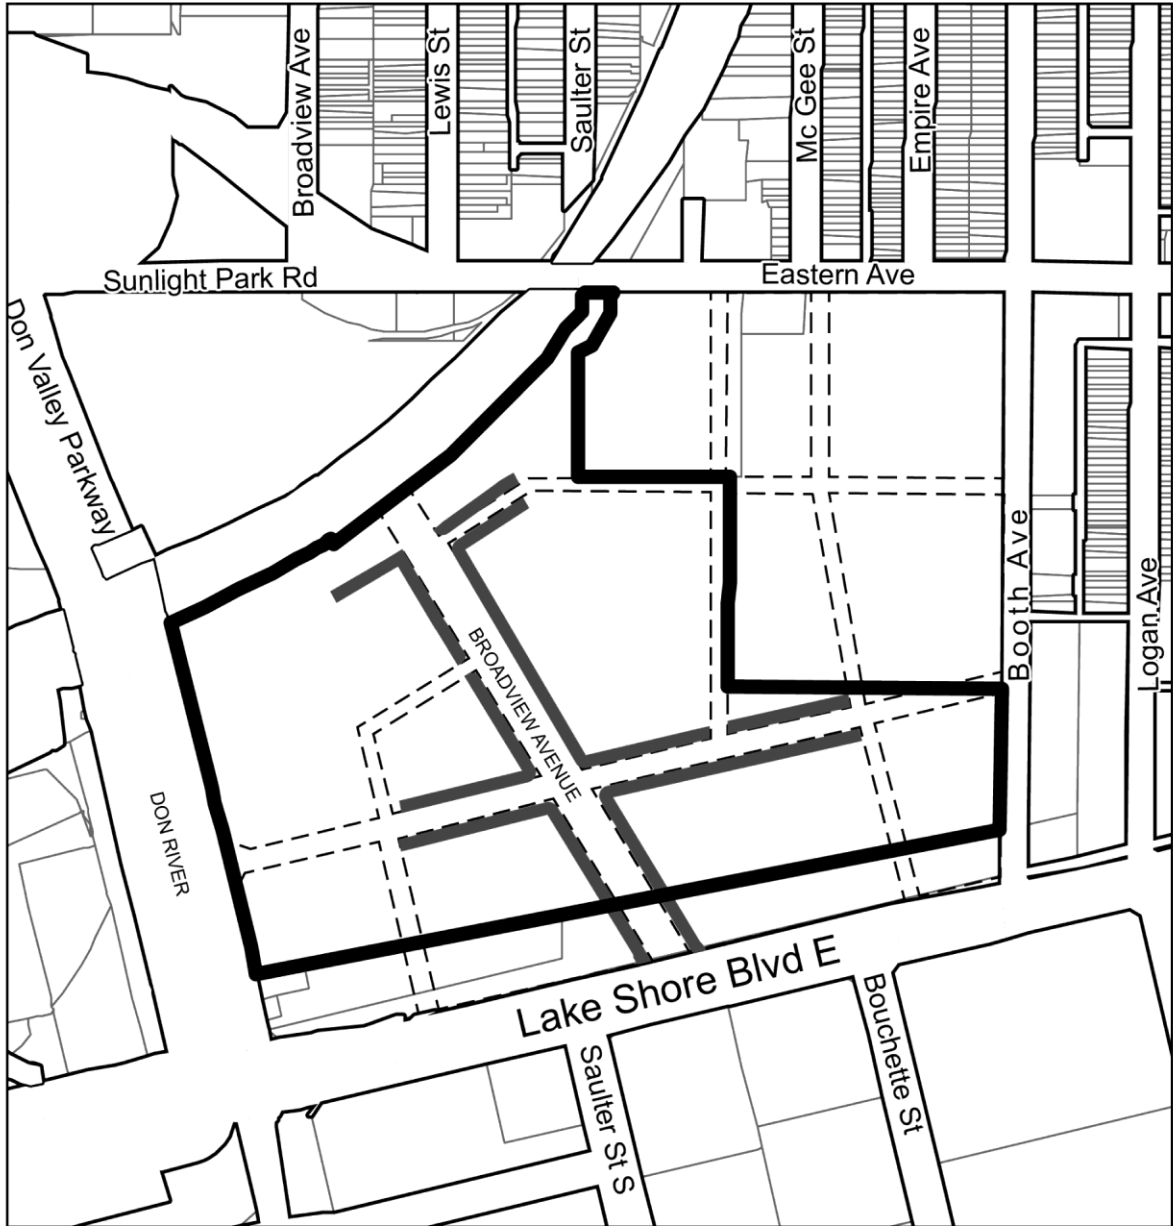 Broadview Ave
Lewis St
Saulter St
Mc Gee St
Empire Ave
Sunlight Park Rd
Eastern Ave
Don Valley Parkway
Booth Ave
Logan Ave
BROADVIEW AVENUE
DON RIVER
Lake Shore Blvd E
Saulter St S
Bouchette St